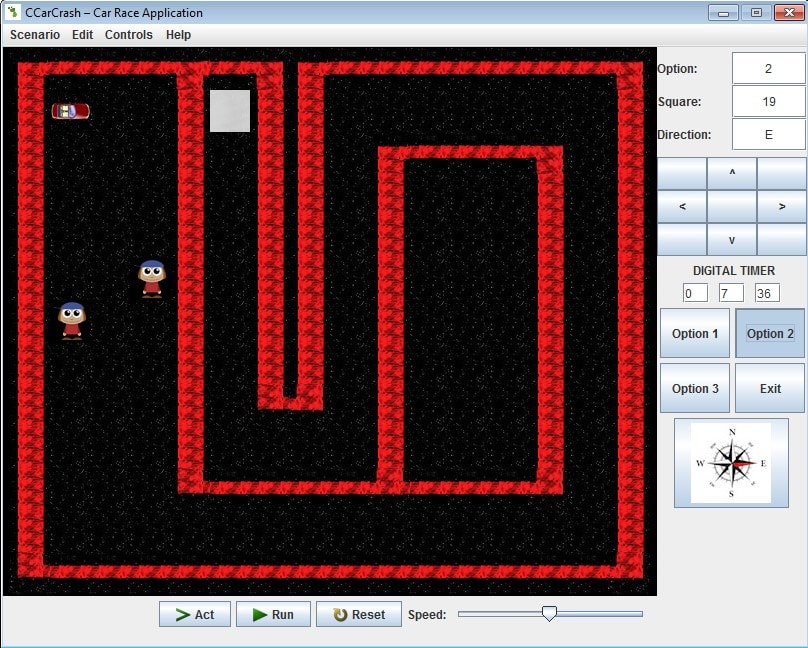 CCarCrash – Car Race Application
Scenario Edit Controls Help
Option: 2
Square: 19
Direction: E
^
< >
v
DIGITAL TIMER
0 7 36
Option 1 Option 2
Option 3 Exit
N
W E
S
Act Run Reset Speed: